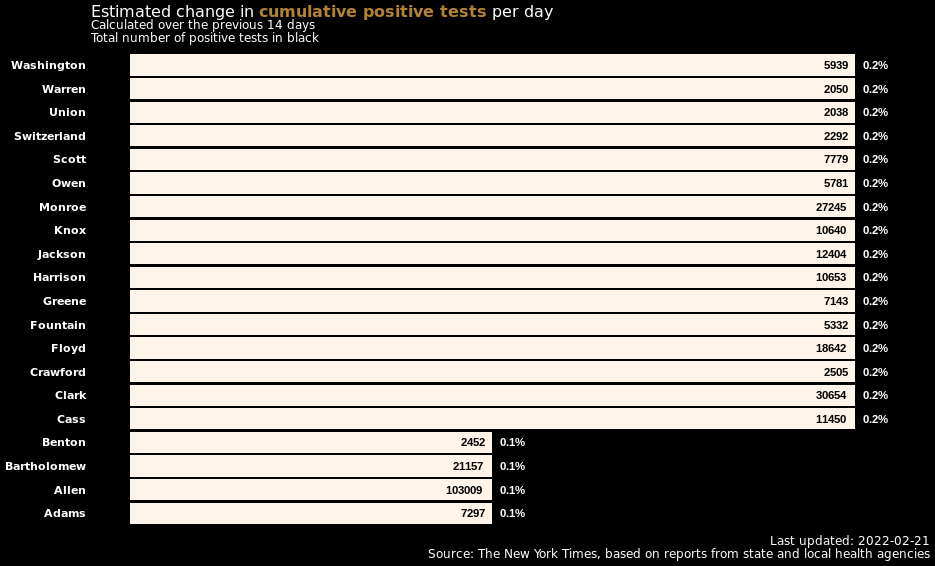 Estimated change in cumulative positive tests per day
Calculated over the previous 14 days
Total number of positive tests in black
Washington 5939 0.2%
Warren 2050 0.2%
Union 2038 0.2%
Switzerland 2292 0.2%
Scott 7779 0.2%
Owen 5781 0.2%
Monroe 27245 0.2%
Knox 10640 0.2%
Jackson 12404 0.2%
Harrison 10653 0.2%
Greene 7143 0.2%
Fountain 5332 0.2%
Floyd 18642 0.2%
Crawford 2505 0.2%
Clark 30654 0.2%
Cass 11450 0.2%
Benton 2452 0.1%
Bartholomew 21157 0.1%
Allen 103009 0.1%
Adams 7297 0.1%
Last updated: 2022-02-21
Source: The New York Times, based on reports from state and local health agencies